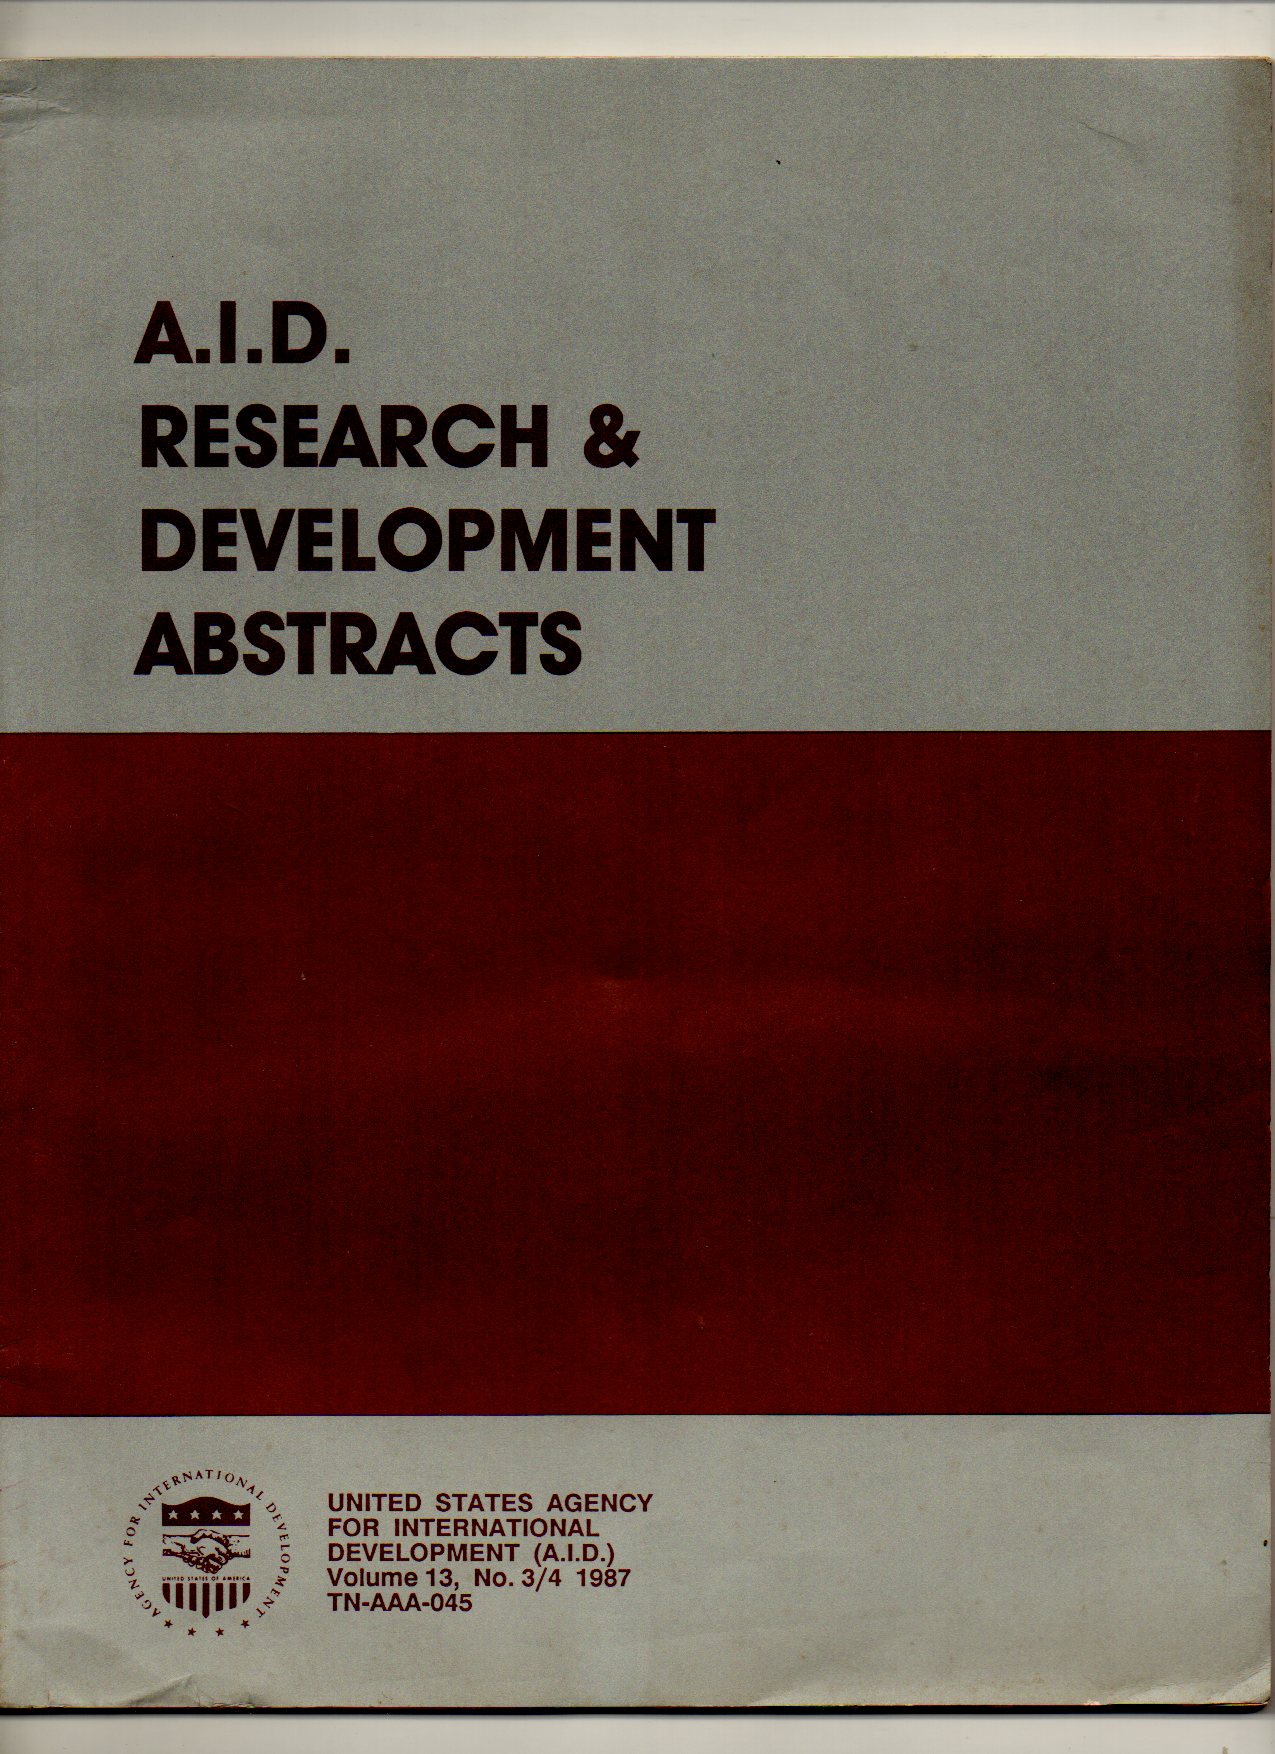 A.I.D.
RESEARCH &
DEVELOPMENT
ABSTRACTS
AGENCY FOR INTERNATIONAL DEVELOPMENT
UNITED STATES OF AMERICA
UNITED STATES AGENCY
FOR INTERNATIONAL
DEVELOPMENT (A.I.D.)
Volume 13, No. 3/4 1987
TN-AAA-045